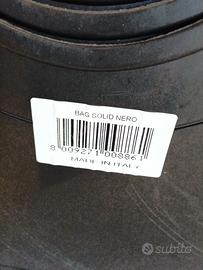 BAG SOLID NERO
8 009271 008861
MADE IN ITALY
subito